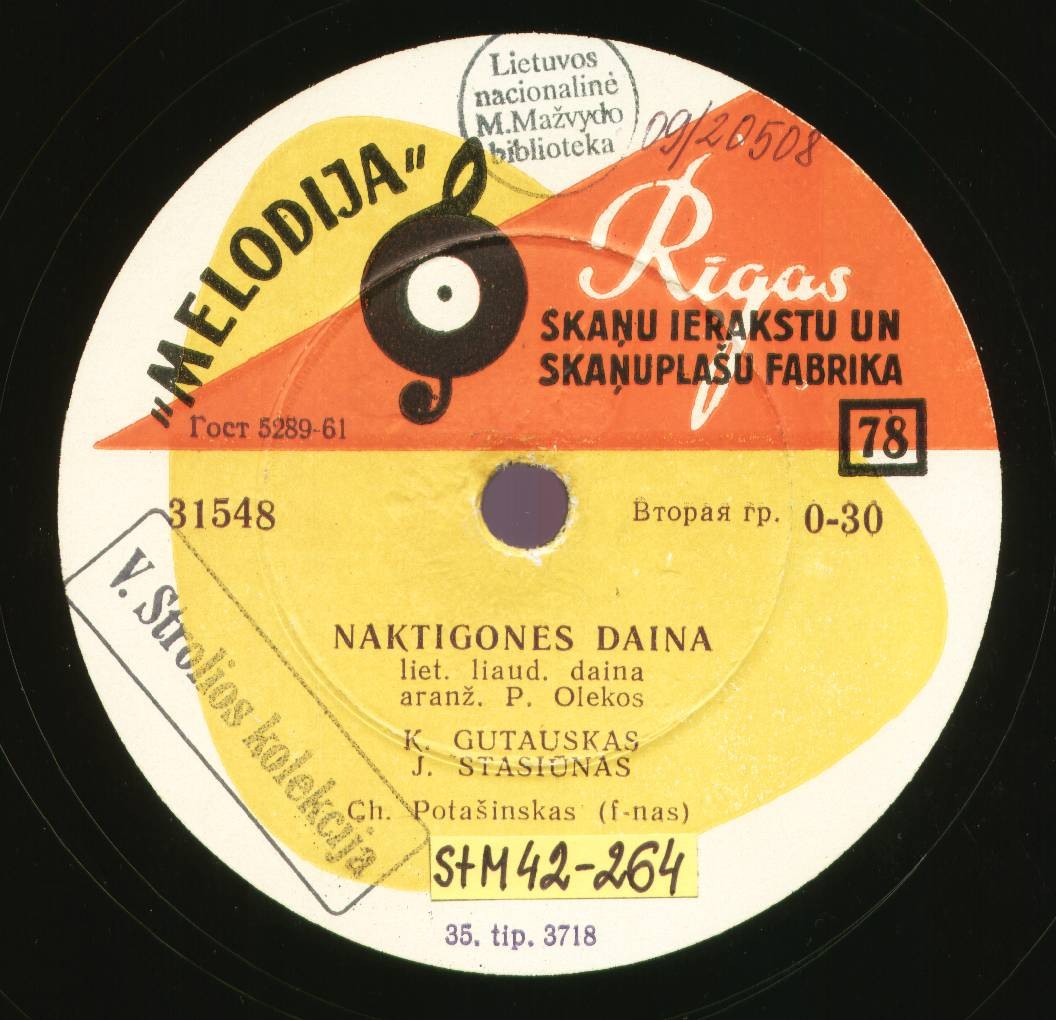 Lietuvos
nacionalinė
M.Mažvydo
biblioteka
09/20508
"MELODIJA"
Rīgas
SKAŅU IERAKSTU UN
SKAŅUPLAŠU FABRIKA
Гост 5289-61
78
31548
Вторая гр. 0-30
V. Strolios kolekcija
NAKTIGONES DAINA
liet. liaud. daina
aranž. P. Olekos
K. GUTAUSKAS
J. STASIŪNAS
Ch. Potašinskas (f-nas)
StM42-264
35. tip. 3718